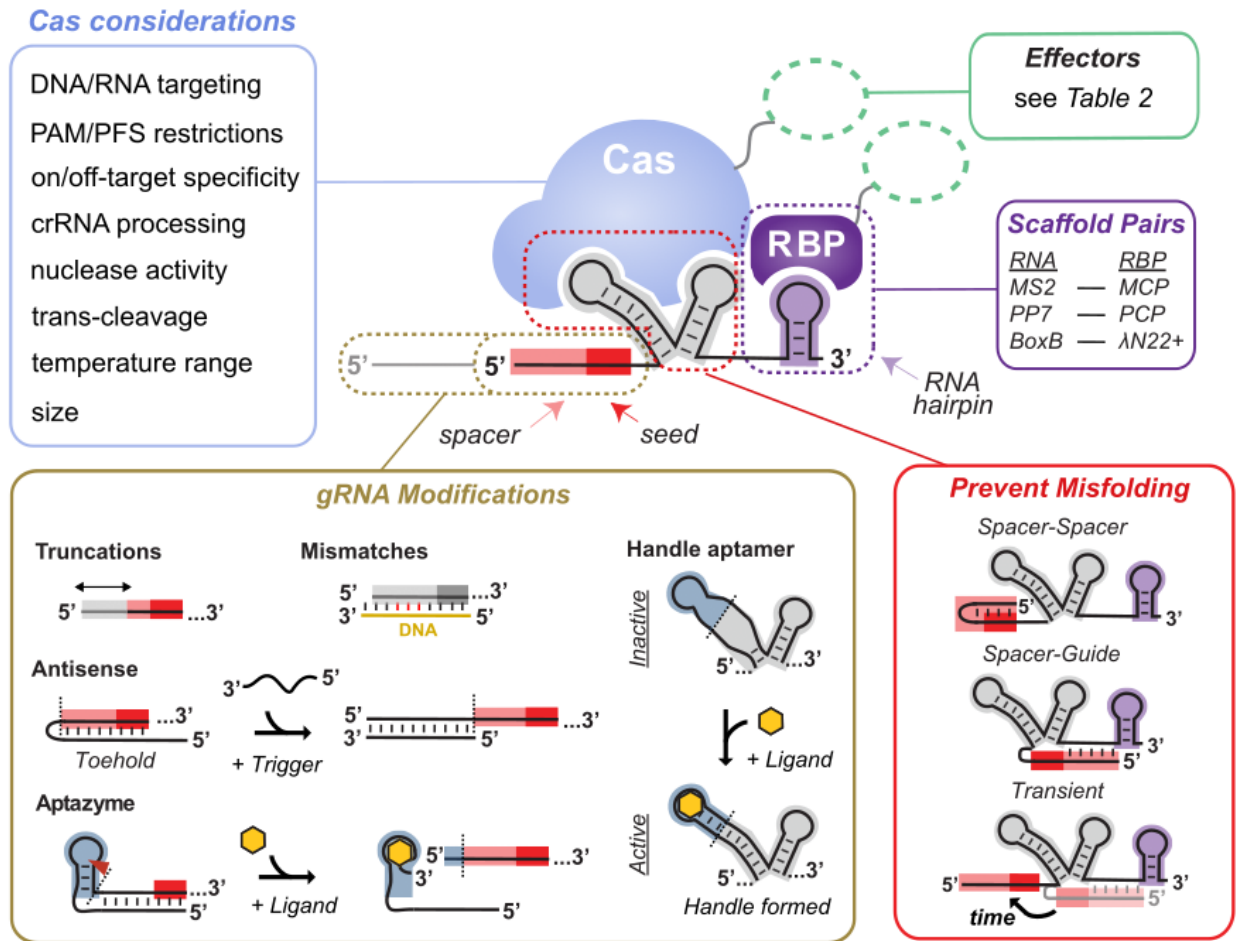 Cas considerations
DNA/RNA targeting
PAM/PFS restrictions
on/off-target specificity
crRNA processing
nuclease activity
trans-cleavage
temperature range
size
Cas
RBP
Effectors
see Table 2
Scaffold Pairs
RNA RBP
MS2 — MCP
PP7 — PCP
BoxB — λN22+
5’ 5’ 3’
spacer seed
RNA
hairpin
gRNA Modifications
Truncations
5’ ...3’
Mismatches
5’ ...3’
3’ 5’
DNA
Antisense
...3’
5’
Toehold
3’ 5’
+ Trigger
5’ ...3’
3’ 5’
Aptazyme
...3’
5’
+ Ligand
5’ ...3’
3’
5’
Handle aptamer
Inactive
5’... ...3’
+ Ligand
Active
5’... ...3’
Handle formed
Prevent Misfolding
Spacer-Spacer
5’
3’
Spacer-Guide
3’
5’
Transient
5’ 3’
5’
time